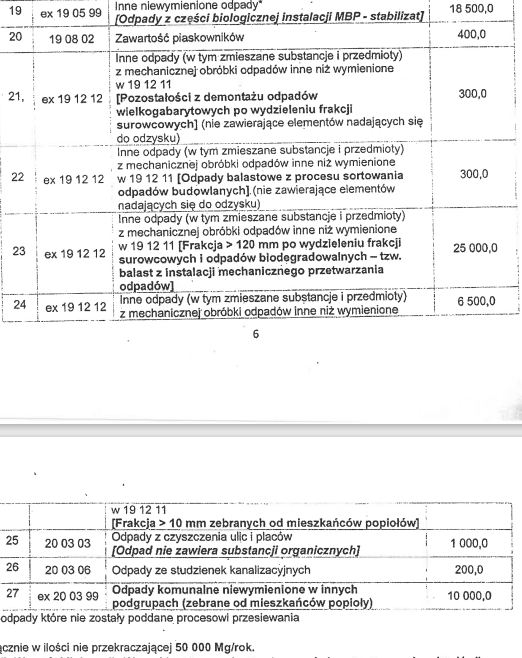 Inne niewymienione odpady*
19 ex 19 05 99 [Odpady z części biologicznej instalacji MBP - stabilizat] 18 500,0
20 19 08 02 Zawartość piaskowników 400,0
Inne odpady (w tym zmieszane substancje i przedmioty)
z mechanicznej obróbki odpadów inne niż wymienione
w 19 12 11
21, ex 19 12 12 [Pozostałości z demontażu odpadów 300,0
wielkogabarytowych po wydzieleniu frakcji
surowcowych] (nie zawierające elementów nadających się
do odzysku)
Inne odpady (w tym zmieszane substancje i przedmioty)
z mechanicznej obróbki odpadów inne niż wymienione
22 ex 19 12 12 w 19 12 11 [Odpady balastowe z procesu sortowania 300,0
odpadów budowlanych].(nie zawierające elementów
nadających się do odzysku)
Inne odpady (w tym zmieszane substancje i przedmioty)
z mechanicznej obróbki odpadów inne niż wymienione
23 ex 19 12 12 w 19 12 11 [Frakcja > 120 mm po wydzieleniu frakcji 25 000,0
surowcowych i odpadów biodegradowalnych – tzw.
balast z instalacji mechanicznego przetwarzania
odpadów]
24 ex 19 12 12 Inne odpady (w tym zmieszane substancje i przedmioty) 6 500,0
z mechanicznej obróbki odpadów inne niż wymienione
6
w 19 12 11
[Frakcja > 10 mm zebranych od mieszkańców popiołów]
25 20 03 03 Odpady z czyszczenia ulic i placów 1 000,0
[Odpad nie zawiera substancji organicznych]
26 20 03 06 Odpady ze studzienek kanalizacyjnych 200,0
27 ex 20 03 99 Odpady komunalne niewymienione w innych 10 000,0
podgrupach (zebrane od mieszkańców popioły)
odpady które nie zostały poddane procesowi przesiewania
ącznie w ilości nie przekraczającej 50 000 Mg/rok.